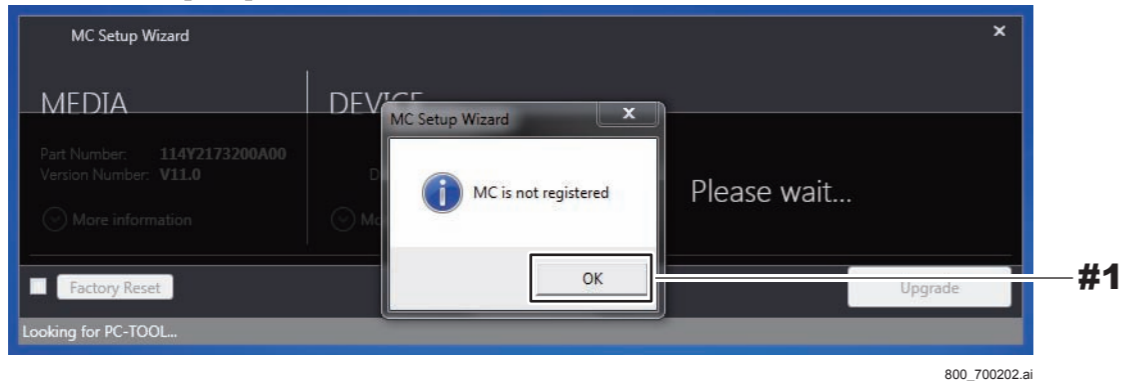 MC Setup Wizard
MEDIA
Part Number: 114Y2173200A00
Version Number: V11.0
More information
MC Setup Wizard
MC is not registered
OK
Please wait...
Factory Reset
Upgrade
Looking for PC-TOOL...
#1
800_700202.ai